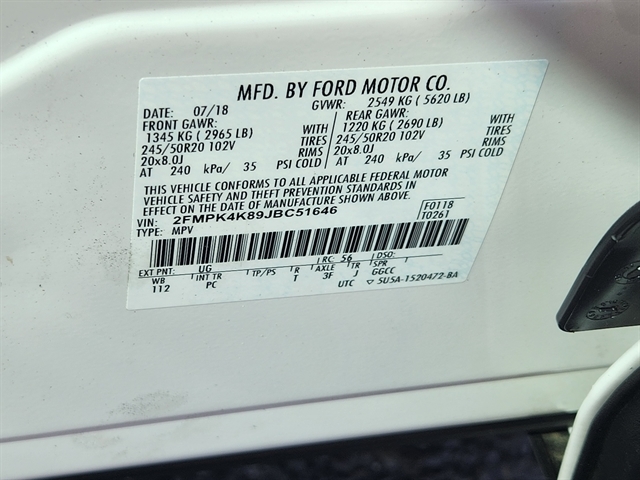 MFD. BY FORD MOTOR CO.
DATE: 07/18 GVWR: 2549 KG ( 5620 LB)
FRONT GAWR: REAR GAWR:
1345 KG ( 2965 LB) WITH 1220 KG ( 2690 LB) WITH
245/50R20 102V TIRES 245/50R20 102V TIRES
20x8.0J RIMS 20x8.0J RIMS
AT 240 kPa/ 35 PSI COLD AT 240 kPa/ 35 PSI COLD
THIS VEHICLE CONFORMS TO ALL APPLICABLE FEDERAL MOTOR
VEHICLE SAFETY AND THEFT PREVENTION STANDARDS IN
EFFECT ON THE DATE OF MANUFACTURE SHOWN ABOVE.
VIN: 2FMPK4K89JBC51646 F0118
TYPE: MPV T0261
EXT PNT: UG RC: 56 DSO:
WB INT TR TP/PS R AXLE TR SPR
112 PC T 3F J GGCC
UTC ▽ 5U5A-1520472-BA